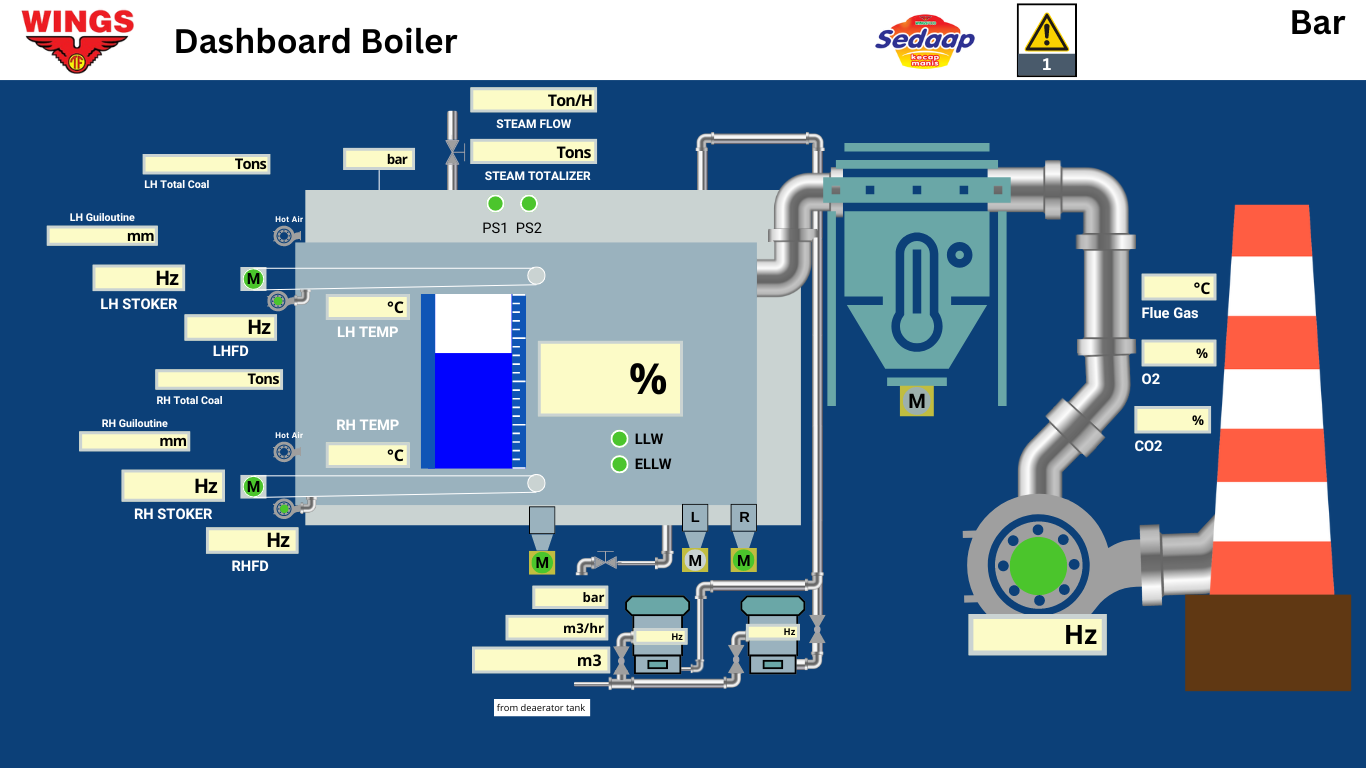 WINGS
Dashboard Boiler
Sedaap
kecap
manis
1
Bar
Ton/H
STEAM FLOW
Tons
STEAM TOTALIZER
bar
Tons
LH Total Coal
LH Guiloutine
mm
Hot Air
PS1 PS2
Hz
LH STOKER
M
Hz
LHFD
°C
LH TEMP
Tons
RH Total Coal
RH Guiloutine
mm
Hot Air
RH TEMP
°C
%
LLW
ELLW
Hz
RH STOKER
M
Hz
RHFD
M
°C
Flue Gas
%
O2
%
CO2
L
R
M
M
M
bar
m3/hr
m3
Hz
Hz
Hz
from deaerator tank